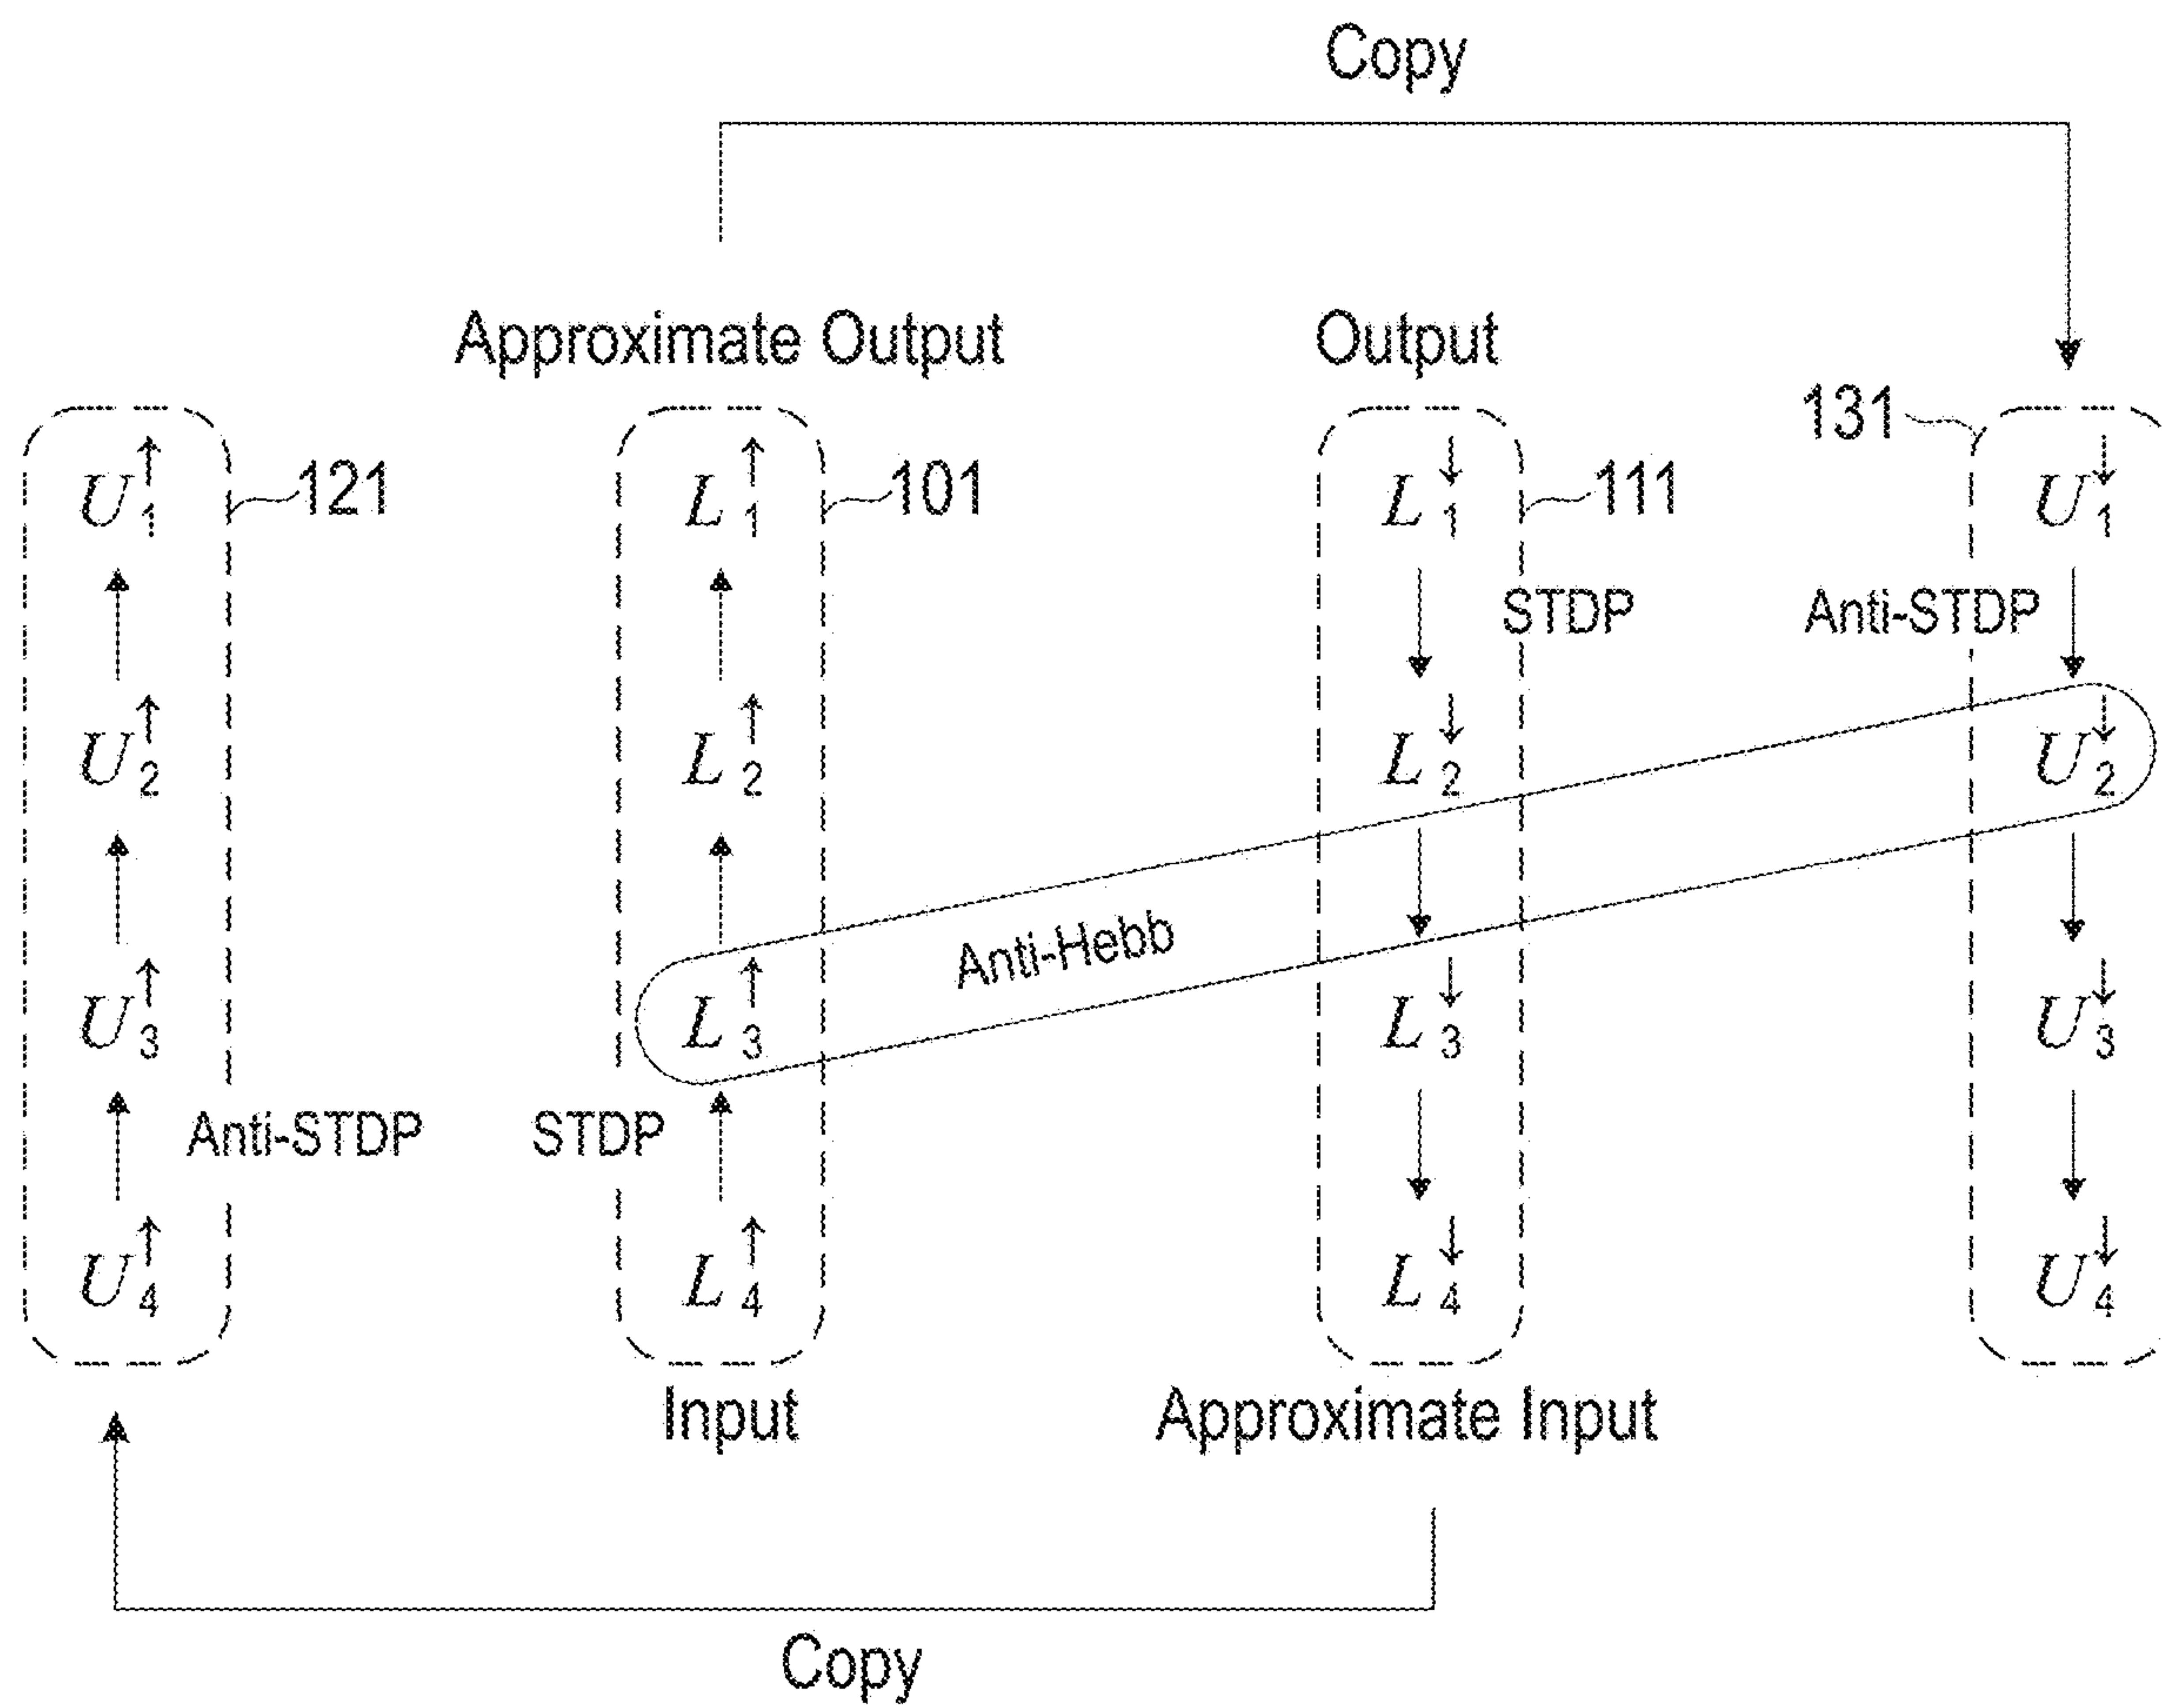 Copy
Approximate Output Output
131
U↑1 121 L↑1 101 L↓1 111 U↓1
STDP Anti-STDP
U↑2 L↑2 L↓2 U↓2
Anti-Hebb
U↑3 L↑3 L↓3 U↓3
Anti-STDP STDP
U↑4 L↑4 L↓4 U↓4
Input Approximate Input
Copy